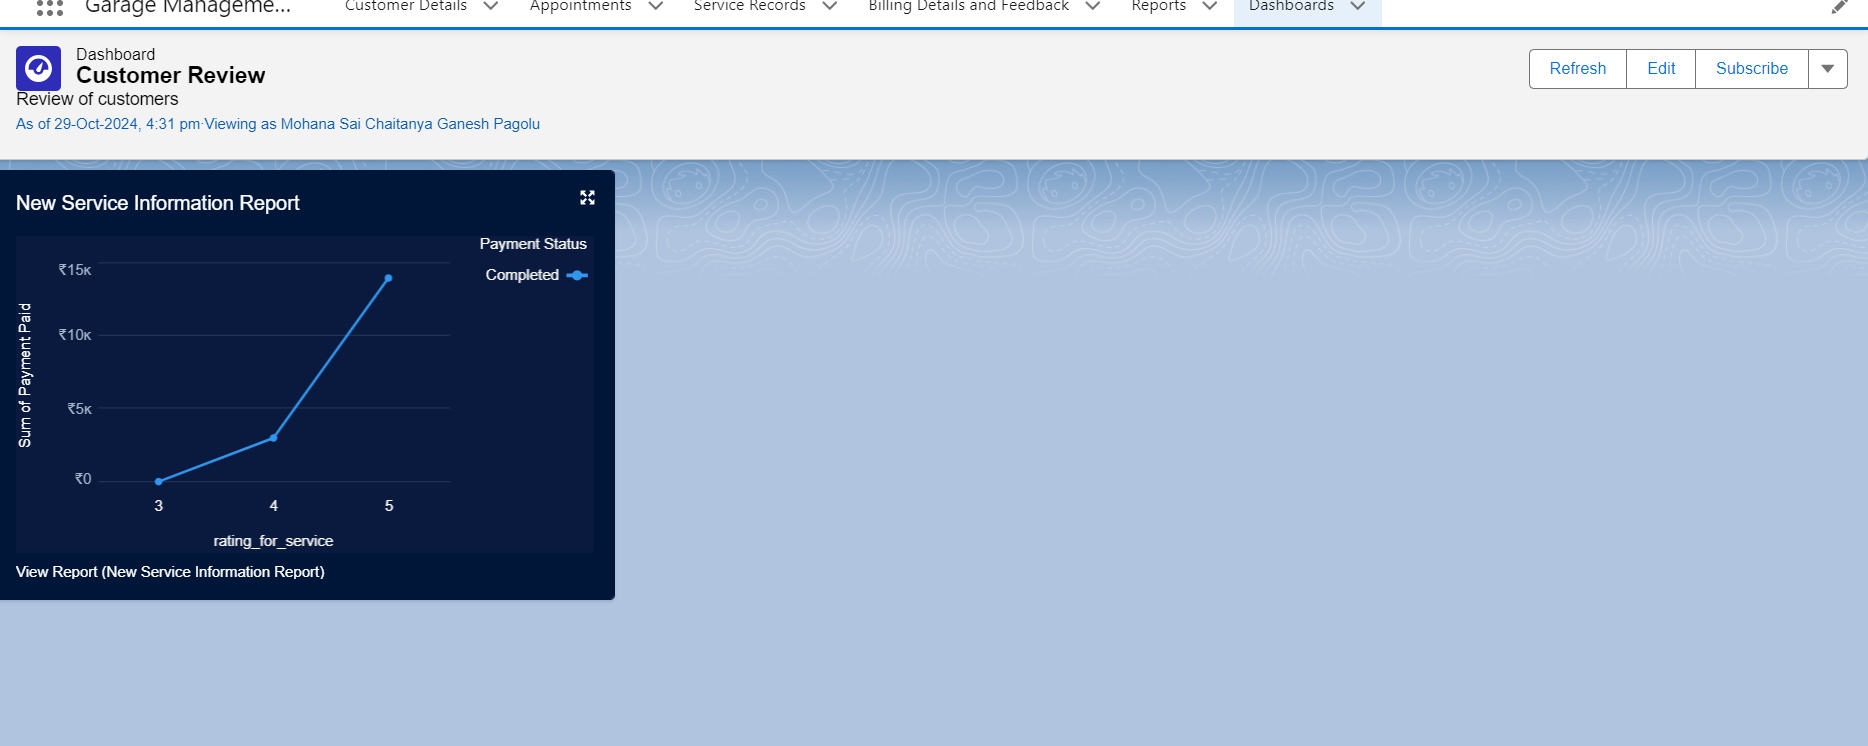 Garage Manageme...
Customer Details
Appointments
Service Records
Billing Details and Feedback
Reports
Dashboards
Dashboard
Customer Review
Review of customers
As of 29-Oct-2024, 4:31 pm·Viewing as Mohana Sai Chaitanya Ganesh Pagolu
Refresh
Edit
Subscribe
New Service Information Report
Payment Status
Completed
Sum of Payment Paid
₹15K
₹10K
₹5K
₹0
3 4 5
rating_for_service
View Report (New Service Information Report)